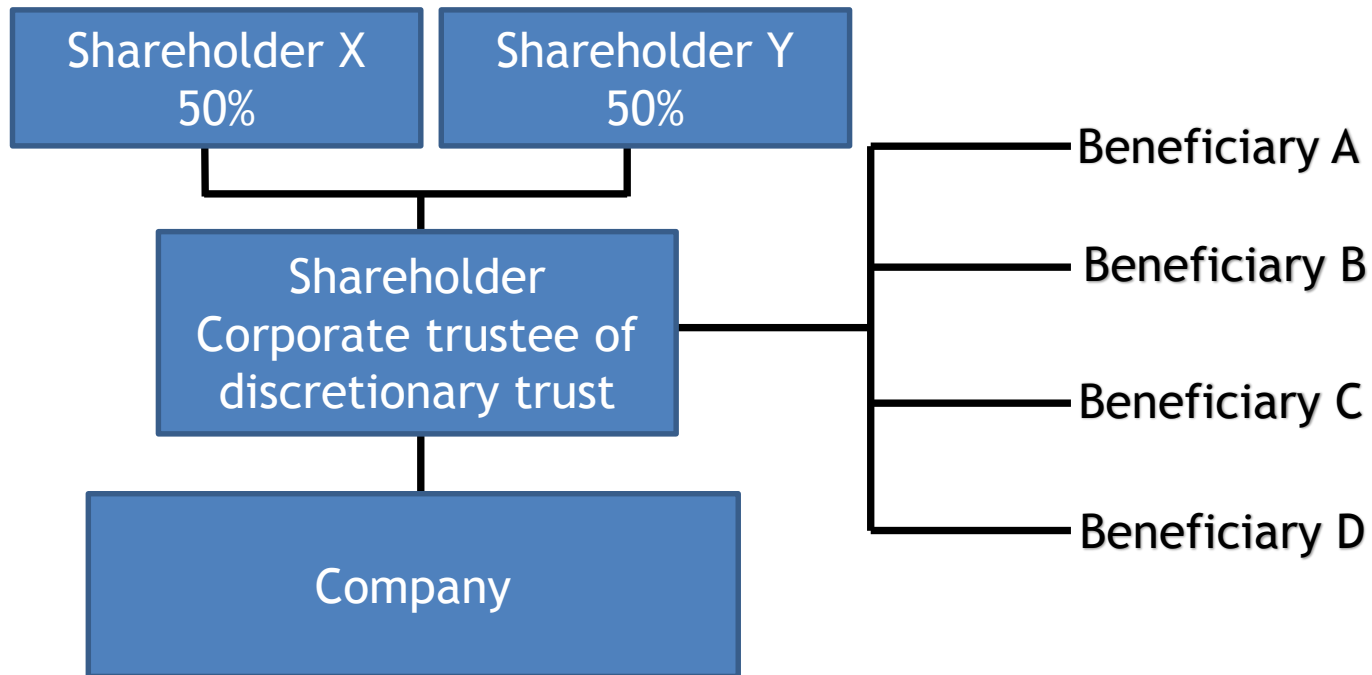 Shareholder X
50%
Shareholder Y
50%
Beneficiary A
Beneficiary B
Shareholder
Corporate trustee of
discretionary trust
Beneficiary C
Beneficiary D
Company